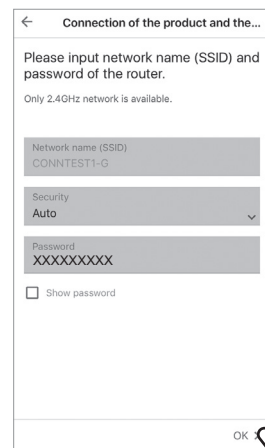 Connection of the product and the...
Please input network name (SSID) and
password of the router.
Only 2.4GHz network is available.
Network name (SSID)
CONNTEST1-G
Security
Auto
Password
XXXXXXXXX
Show password
OK